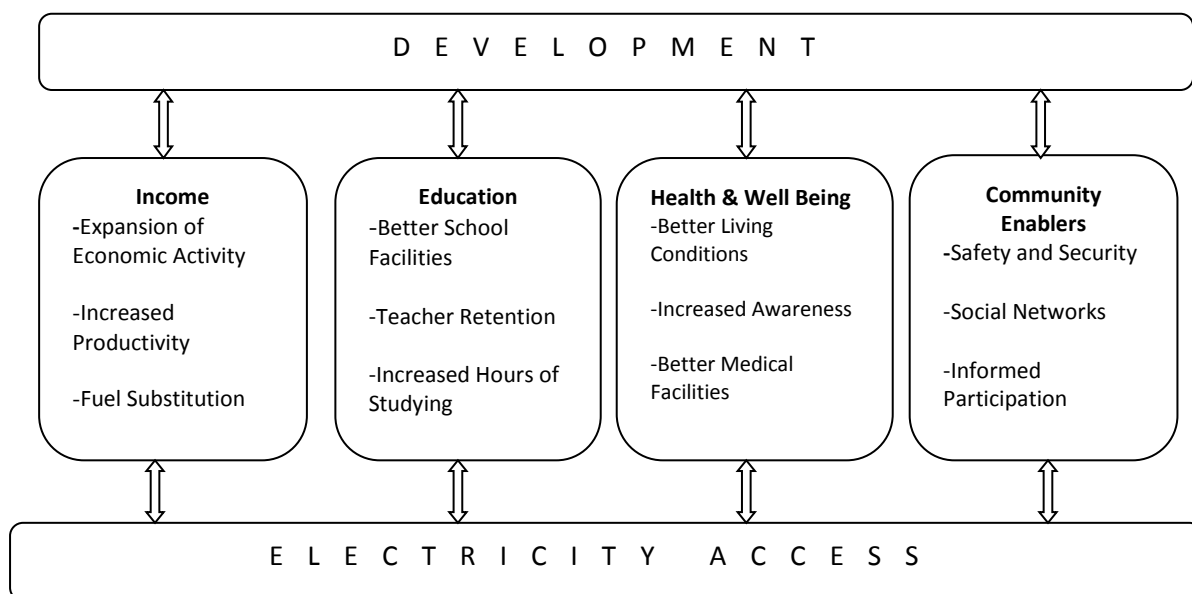 D E V E L O P M E N T
Income
-Expansion of
Economic Activity
-Increased
Productivity
-Fuel Substitution
Education
-Better School
Facilities
-Teacher Retention
-Increased Hours of
Studying
Health & Well Being
-Better Living
Conditions
-Increased Awareness
-Better Medical
Facilities
Community
Enablers
-Safety and Security
-Social Networks
-Informed
Participation
E L E C T R I C I T Y A C C E S S